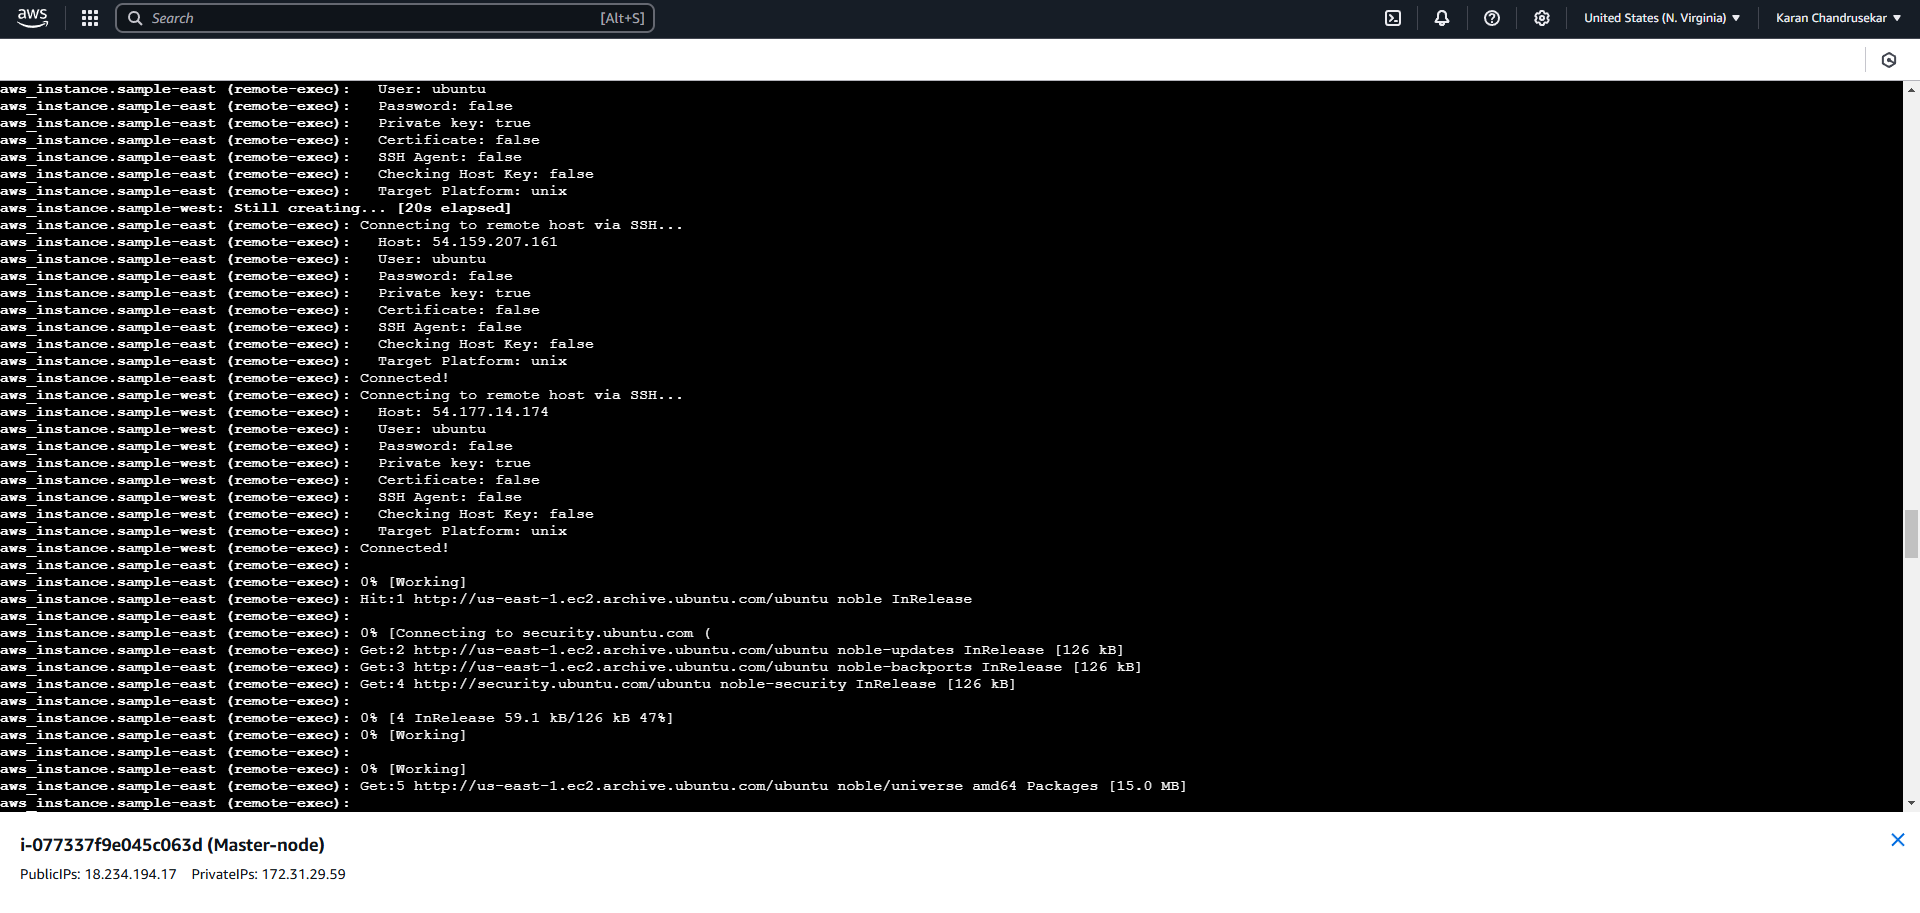 aws
Search [Alt+S] United States (N. Virginia) Karan Chandrusekar
aws_instance.sample-east (remote-exec):   User: ubuntu
aws_instance.sample-east (remote-exec):   Password: false
aws_instance.sample-east (remote-exec):   Private key: true
aws_instance.sample-east (remote-exec):   Certificate: false
aws_instance.sample-east (remote-exec):   SSH Agent: false
aws_instance.sample-east (remote-exec):   Checking Host Key: false
aws_instance.sample-east (remote-exec):   Target Platform: unix
aws_instance.sample-west: Still creating... [20s elapsed]
aws_instance.sample-east (remote-exec): Connecting to remote host via SSH...
aws_instance.sample-east (remote-exec):   Host: 54.159.207.161
aws_instance.sample-east (remote-exec):   User: ubuntu
aws_instance.sample-east (remote-exec):   Password: false
aws_instance.sample-east (remote-exec):   Private key: true
aws_instance.sample-east (remote-exec):   Certificate: false
aws_instance.sample-east (remote-exec):   SSH Agent: false
aws_instance.sample-east (remote-exec):   Checking Host Key: false
aws_instance.sample-east (remote-exec):   Target Platform: unix
aws_instance.sample-east (remote-exec): Connected!
aws_instance.sample-west (remote-exec): Connecting to remote host via SSH...
aws_instance.sample-west (remote-exec):   Host: 54.177.14.174
aws_instance.sample-west (remote-exec):   User: ubuntu
aws_instance.sample-west (remote-exec):   Password: false
aws_instance.sample-west (remote-exec):   Private key: true
aws_instance.sample-west (remote-exec):   Certificate: false
aws_instance.sample-west (remote-exec):   SSH Agent: false
aws_instance.sample-west (remote-exec):   Checking Host Key: false
aws_instance.sample-west (remote-exec):   Target Platform: unix
aws_instance.sample-west (remote-exec): Connected!
aws_instance.sample-east (remote-exec):
aws_instance.sample-east (remote-exec): 0% [Working]
aws_instance.sample-east (remote-exec): Hit:1 http://us-east-1.ec2.archive.ubuntu.com/ubuntu noble InRelease
aws_instance.sample-east (remote-exec):
aws_instance.sample-east (remote-exec): 0% [Connecting to security.ubuntu.com (
aws_instance.sample-east (remote-exec): Get:2 http://us-east-1.ec2.archive.ubuntu.com/ubuntu noble-updates InRelease [126 kB]
aws_instance.sample-east (remote-exec): Get:3 http://us-east-1.ec2.archive.ubuntu.com/ubuntu noble-backports InRelease [126 kB]
aws_instance.sample-east (remote-exec): Get:4 http://security.ubuntu.com/ubuntu noble-security InRelease [126 kB]
aws_instance.sample-east (remote-exec):
aws_instance.sample-east (remote-exec): 0% [4 InRelease 59.1 kB/126 kB 47%]
aws_instance.sample-east (remote-exec): 0% [Working]
aws_instance.sample-east (remote-exec):
aws_instance.sample-east (remote-exec): 0% [Working]
aws_instance.sample-east (remote-exec): Get:5 http://us-east-1.ec2.archive.ubuntu.com/ubuntu noble/universe amd64 Packages [15.0 MB]
aws_instance.sample-east (remote-exec):
i-077337f9e045c063d (Master-node)
PublicIPs: 18.234.194.17 PrivateIPs: 172.31.29.59